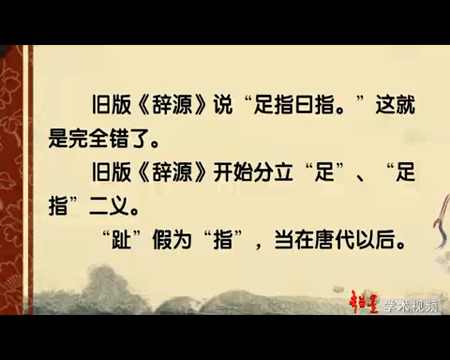 旧版《辞源》说“足指曰指。”这就
是完全错了。
旧版《辞源》开始分立“足”、“足
指”二义。
“趾”假为“指”，当在唐代以后。
超星学术视频